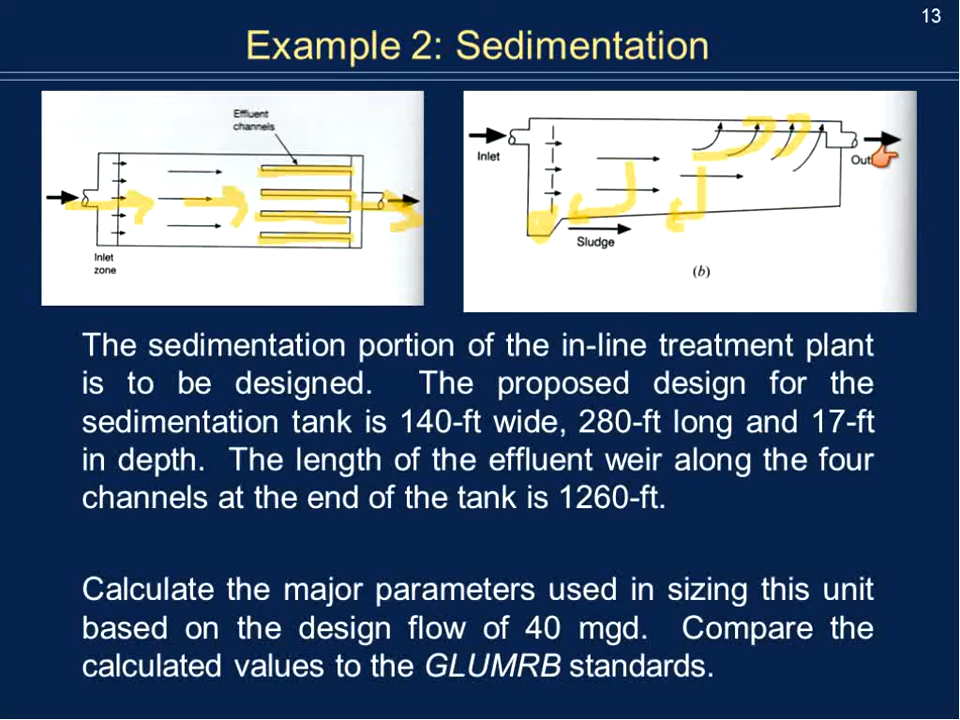 13
Example 2: Sedimentation
Effluent
channels
Inlet
zone
Inlet
Out
Sludge
(b)
The sedimentation portion of the in-line treatment plant
is to be designed. The proposed design for the
sedimentation tank is 140-ft wide, 280-ft long and 17-ft
in depth. The length of the effluent weir along the four
channels at the end of the tank is 1260-ft.
Calculate the major parameters used in sizing this unit
based on the design flow of 40 mgd. Compare the
calculated values to the GLUMRB standards.